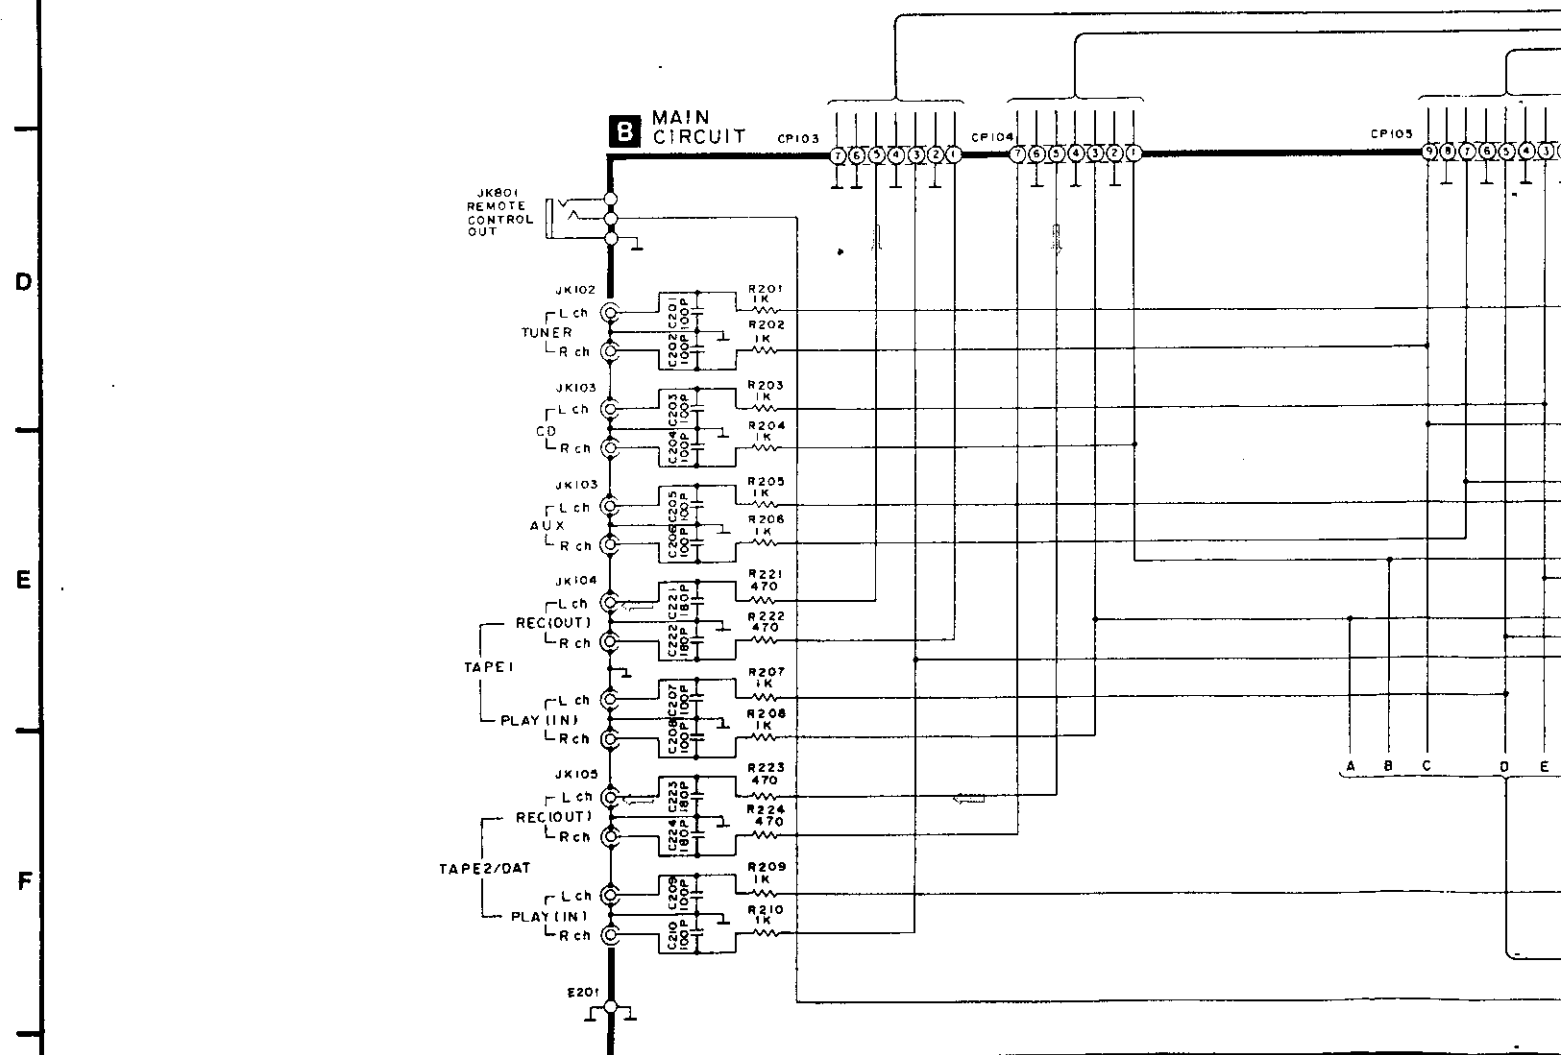 B MAIN
CIRCUIT
CP103
7 6 5 4 3 2 1
CP104
7 6 5 4 3 2 1
CP105
9 8 7 6 5 4 3
JK801
REMOTE
CONTROL
OUT
D
JK102
L ch
TUNER
R ch
C201
100P
C202
100P
R201
1K
R202
1K
JK103
L ch
CD
R ch
C203
100P
C204
100P
R203
1K
R204
1K
JK103
L ch
AUX
R ch
C205
100P
C206
100P
R205
1K
R206
1K
E
JK104
L ch
REC(OUT)
R ch
C221
180P
C222
180P
R221
470
R222
470
TAPE1
L ch
PLAY(IN)
R ch
C207
100P
C208
100P
R207
1K
R208
1K
A B C D E
JK105
L ch
REC(OUT)
R ch
C223
180P
C224
180P
R223
470
R224
470
TAPE2/DAT
F
L ch
PLAY(IN)
R ch
C209
100P
C210
100P
R209
1K
R210
1K
E201